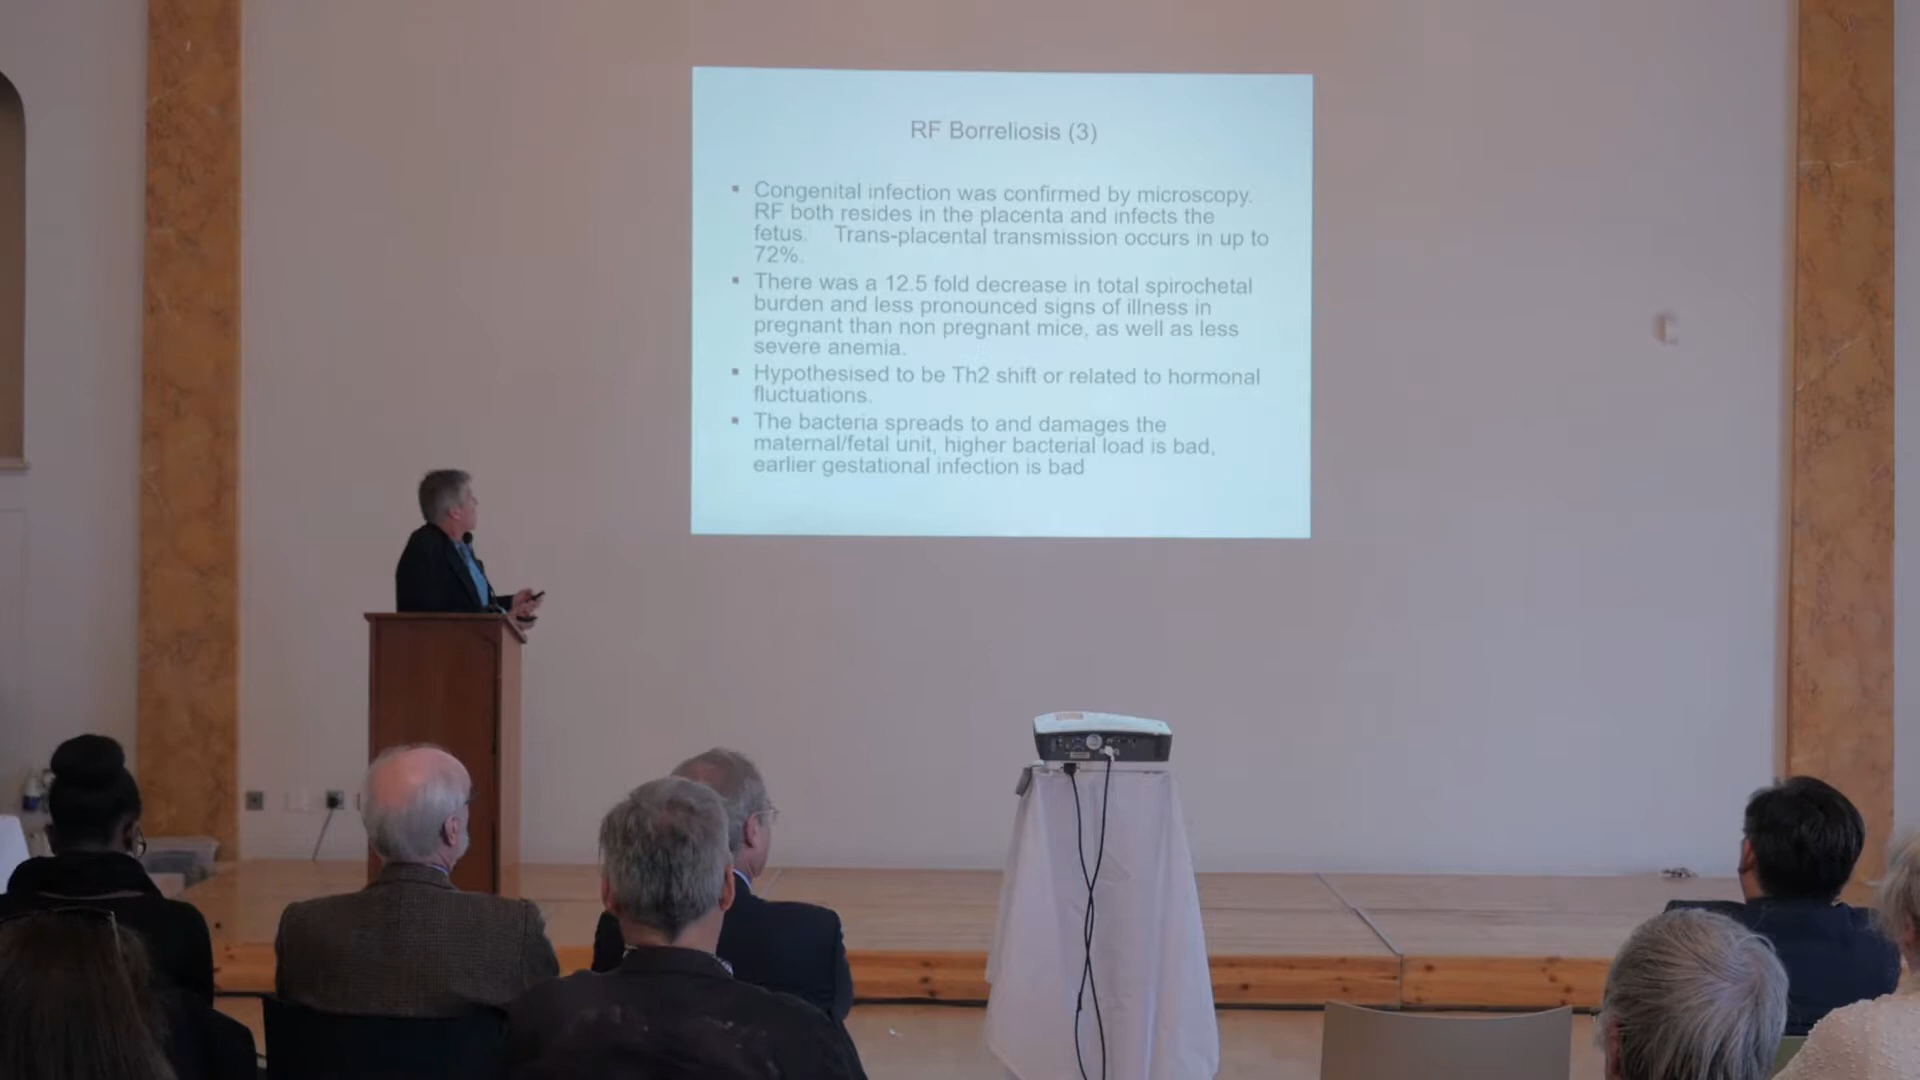 RF Borreliosis (3)
▪ Congenital infection was confirmed by microscopy.
RF both resides in the placenta and infects the
fetus. Trans-placental transmission occurs in up to
72%.
▪ There was a 12.5 fold decrease in total spirochetal
burden and less pronounced signs of illness in
pregnant than non pregnant mice, as well as less
severe anemia.
▪ Hypothesised to be Th2 shift or related to hormonal
fluctuations.
▪ The bacteria spreads to and damages the
maternal/fetal unit, higher bacterial load is bad,
earlier gestational infection is bad